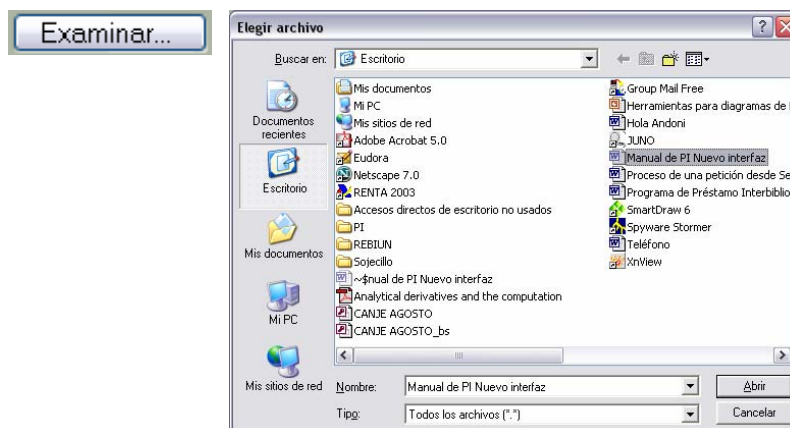 Examinar...
Elegir archivo
Buscar en: Escritorio
Documentos recientes
Escritorio
Mis documentos
Mi PC
Mis sitios de red
Mis documentos
Mi PC
Mis sitios de red
Adobe Acrobat 5.0
Eudora
Netscape 7.0
RENTA 2003
Accesos directos de escritorio no usados
PI
REBIUN
Sojecillo
~$nual de PI Nuevo interfaz
Analytical derivatives and the computation
CANJE AGOSTO
CANJE AGOSTO_bs
Group Mail Free
Herramientas para diagramas de
Hola Andoni
JUNO
Manual de PI Nuevo interfaz
Proceso de una petición desde Se
Programa de Préstamo Interbiblio
SmartDraw 6
Spyware Stormer
Teléfono
XnView
Nombre: Manual de PI Nuevo interfaz Abrir
Tipo: Todos los archivos (".") Cancelar